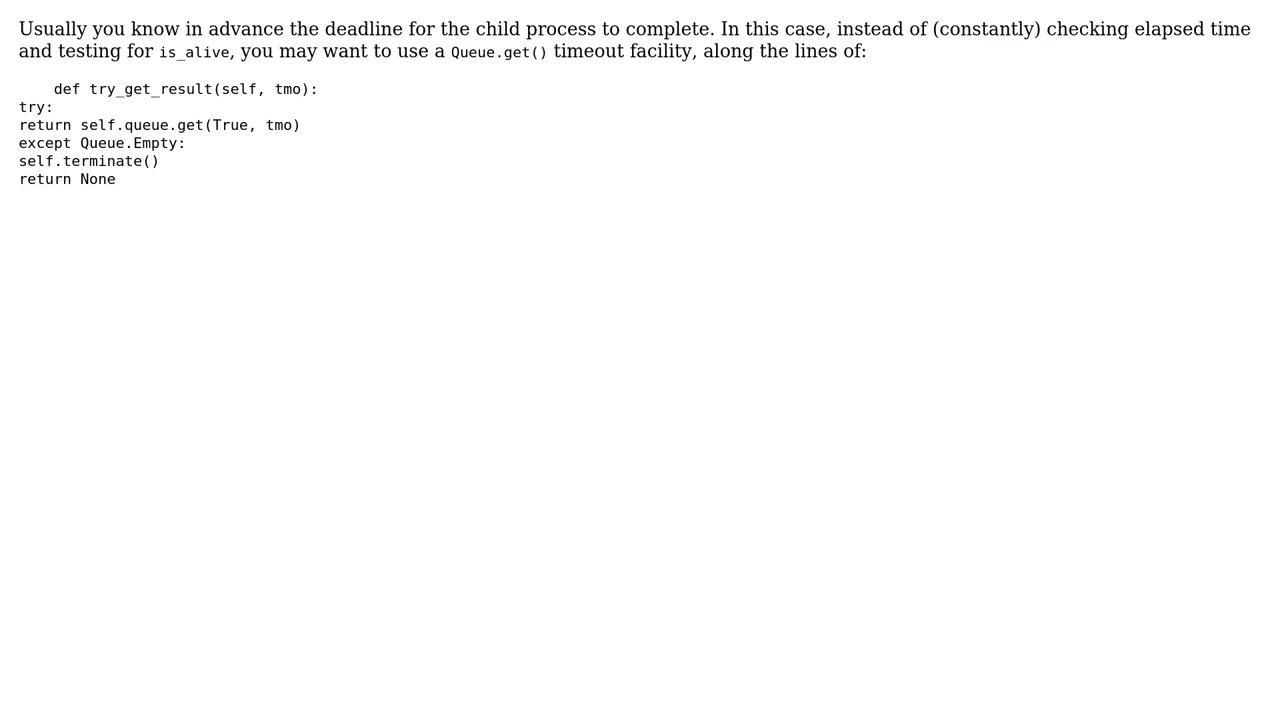 Usually you know in advance the deadline for the child process to complete. In this case, instead of (constantly) checking elapsed time
and testing for is_alive, you may want to use a Queue.get() timeout facility, along the lines of:
    def try_get_result(self, tmo):
try:
return self.queue.get(True, tmo)
except Queue.Empty:
self.terminate()
return None